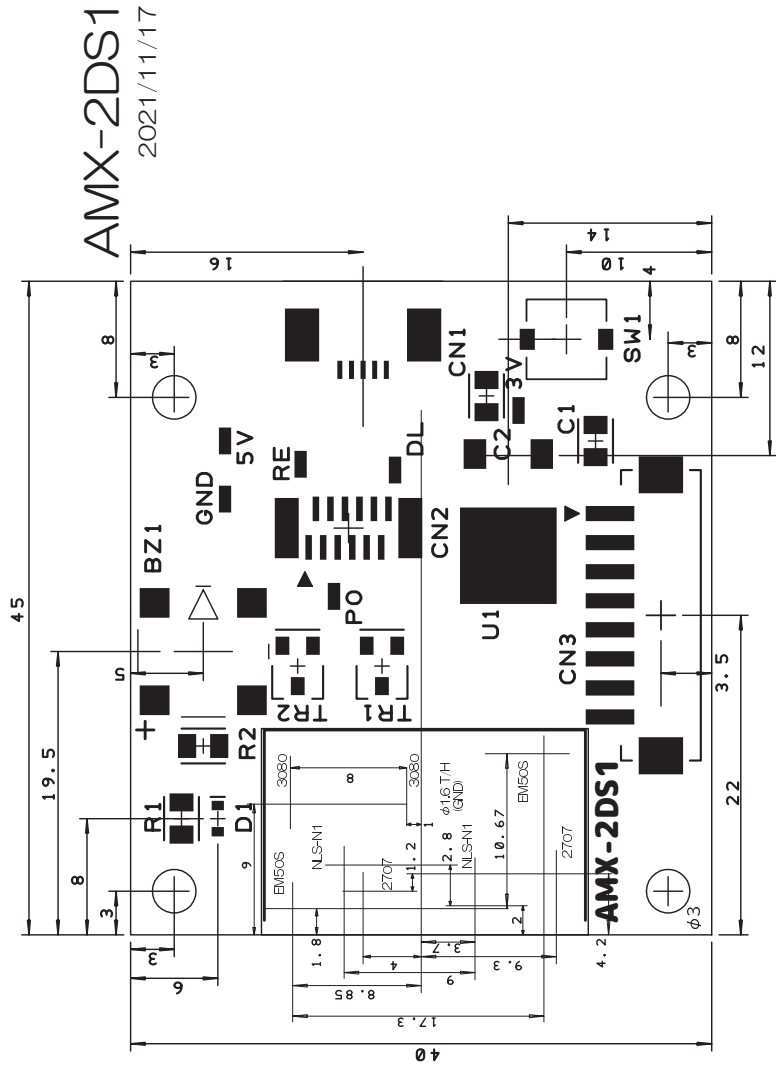 AMX-2DS1
2021/11/17
45
19.5
8
3
8
3
16
5
3
6
40
BZ1
+
R1
R2
D1
GND
5V
RE
DL
PO
CN1
CN2
TR2
TR1
U1
C2
3V
C1
SW1
CN3
14
10
4
3
8
12
3.5
22
EM50S
3080
8
3080
NLS-N1
2707
1
1.2
2.8
φ1.6 T/H
(GND)
NLS-N1
10.67
EM50S
2707
9
1.8
2
4.2
3.7
4
9
9.3
8.85
17.3
AMX-2DS1
φ3